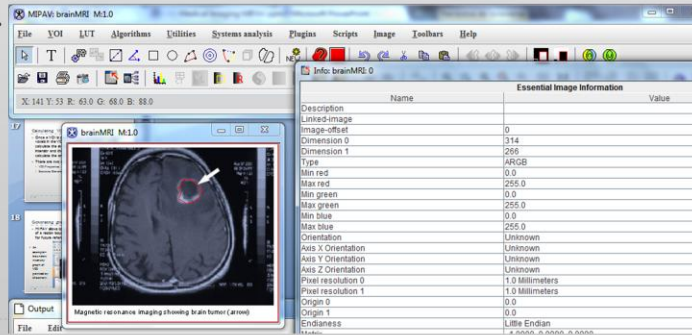 MIPAV: brainMRI M:1.0
File VOI LUT Algorithms Utilities Systems analysis Plugins Scripts Image Toolbars Help
T
NEW
X: 141 Y: 53 R: 63.0 G: 68.0 B: 88.0
Info: brainMRI: 0
Essential Image Information
Name Value
Description
Linked-image
Image-offset 0
Dimension 0 314
Dimension 1 266
Type ARGB
Min red 0.0
Max red 255.0
Min green 0.0
Max green 255.0
Min blue 0.0
Max blue 255.0
Orientation Unknown
Axis X Orientation Unknown
Axis Y Orientation Unknown
Axis Z Orientation Unknown
Pixel resolution 0 1.0 Millimeters
Pixel resolution 1 1.0 Millimeters
Origin 0 0.0
Origin 1 0.0
Endianess Little Endian
17
brainMRI M:1.0
18
Magnetic resonance imaging showing brain tumor (arrow)
Output
File Edit